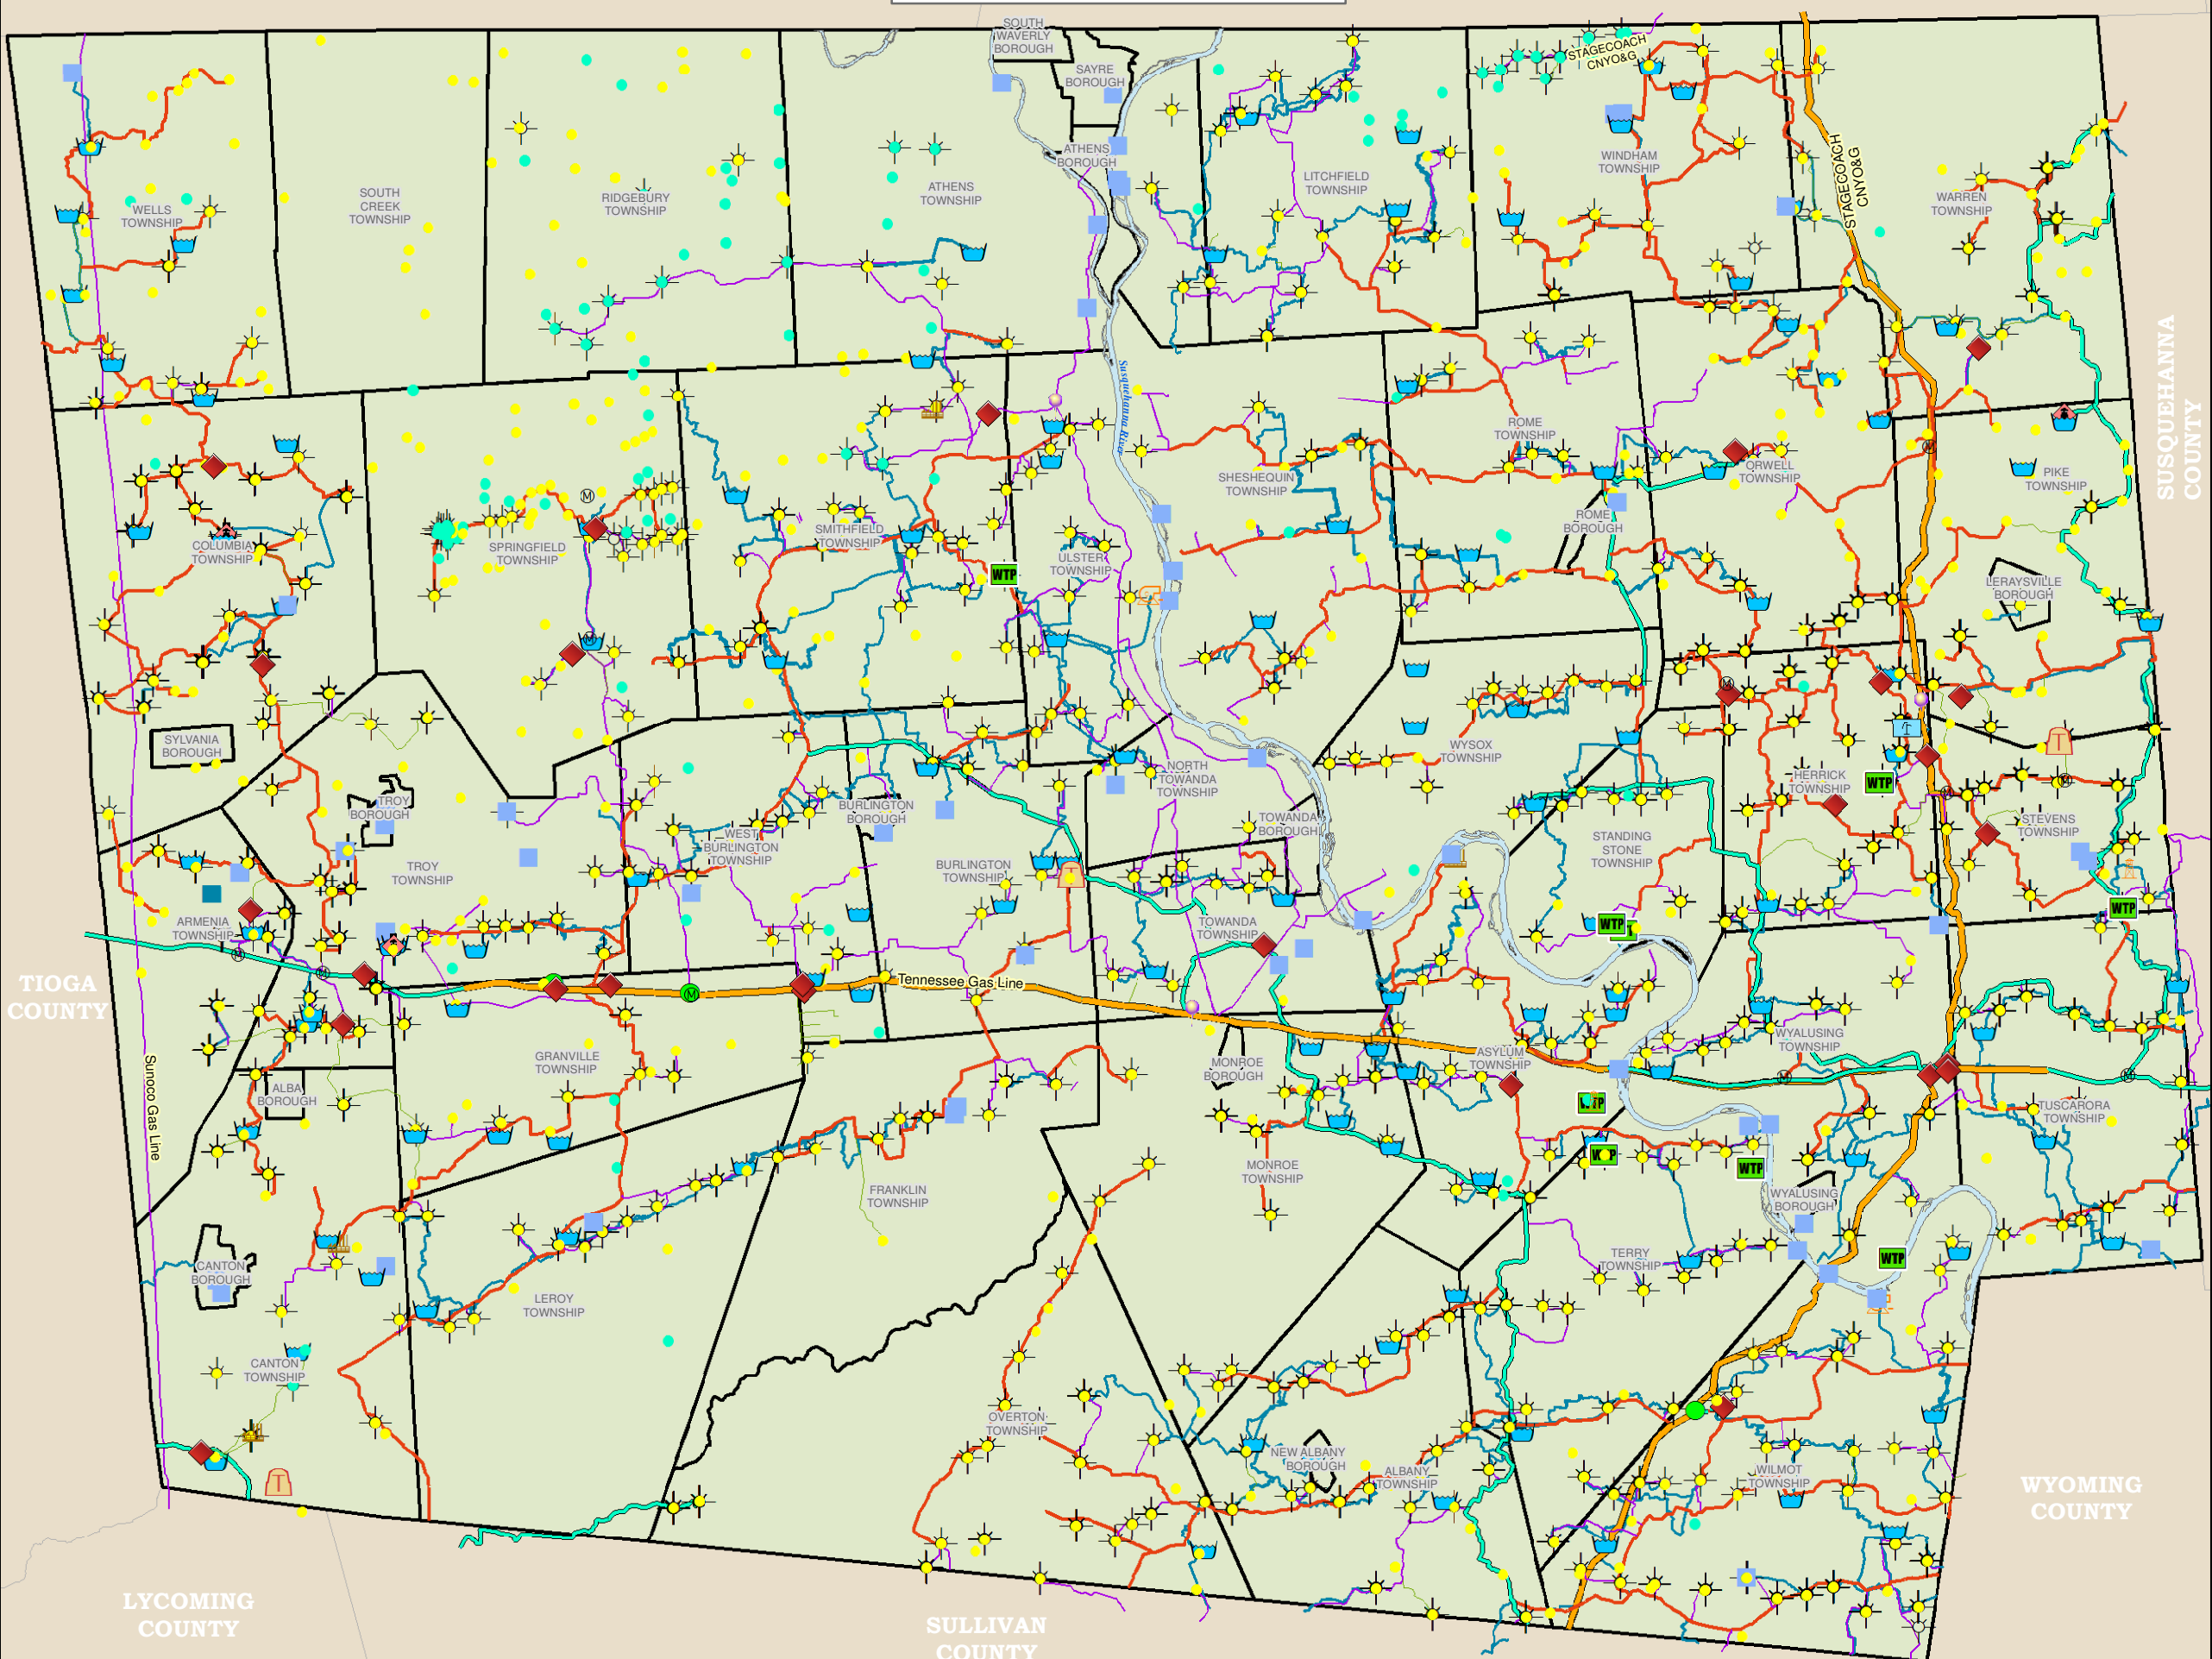 SOUTH
WAVERLY
BOROUGH
SAYRE
BOROUGH
STAGECOACH
CNYO&G
ATHENS
BOROUGH
WINDHAM
TOWNSHIP
STAGECOACH
CNYO&G
LITCHFIELD
TOWNSHIP
ATHENS
TOWNSHIP
RIDGEBURY
TOWNSHIP
SOUTH
CREEK
TOWNSHIP
WELLS
TOWNSHIP
WARREN
TOWNSHIP
SUSQUEHANNA
COUNTY
Susquehanna River
ROME
TOWNSHIP
ORWELL
TOWNSHIP
PIKE
TOWNSHIP
SHESHEQUIN
TOWNSHIP
ROME
BOROUGH
SMITHFIELD
TOWNSHIP
SPRINGFIELD
TOWNSHIP
COLUMBIA
TOWNSHIP
ULSTER
TOWNSHIP
WTP
LERAYSVILLE
BOROUGH
SYLVANIA
BOROUGH
WYSOX
TOWNSHIP
NORTH
TOWANDA
TOWNSHIP
HERRICK
TOWNSHIP
WTP
TROY
BOROUGH
BURLINGTON
BOROUGH
TOWANDA
BOROUGH
STEVENS
TOWNSHIP
WEST
BURLINGTON
TOWNSHIP
STANDING
STONE
TOWNSHIP
TROY
TOWNSHIP
BURLINGTON
TOWNSHIP
WTP
ARMENIA
TOWNSHIP
TOWANDA
TOWNSHIP
WTP
TIOGA
COUNTY
Tennessee Gas Line
M
WYALUSING
TOWNSHIP
ASYLUM
TOWNSHIP
GRANVILLE
TOWNSHIP
MONROE
BOROUGH
Sunoco Gas Line
ALBA
BOROUGH
TUSCARORA
TOWNSHIP
MONROE
TOWNSHIP
WTP
FRANKLIN
TOWNSHIP
WYALUSING
BOROUGH
TERRY
TOWNSHIP
WTP
CANTON
BOROUGH
LEROY
TOWNSHIP
CANTON
TOWNSHIP
OVERTON
TOWNSHIP
NEW ALBANY
BOROUGH
ALBANY
TOWNSHIP
WILMOT
TOWNSHIP
WYOMING
COUNTY
LYCOMING
COUNTY
SULLIVAN
COUNTY